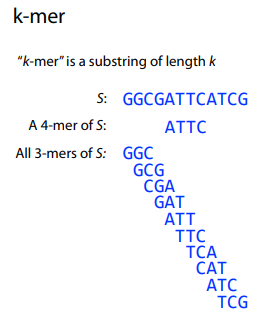 k-mer
"k-mer" is a substring of length k
S: GGCGATTCATCG
A 4-mer of S: ATTC
All 3-mers of S: GGC
GCG
CGA
GAT
ATT
TTC
TCA
CAT
ATC
TCG